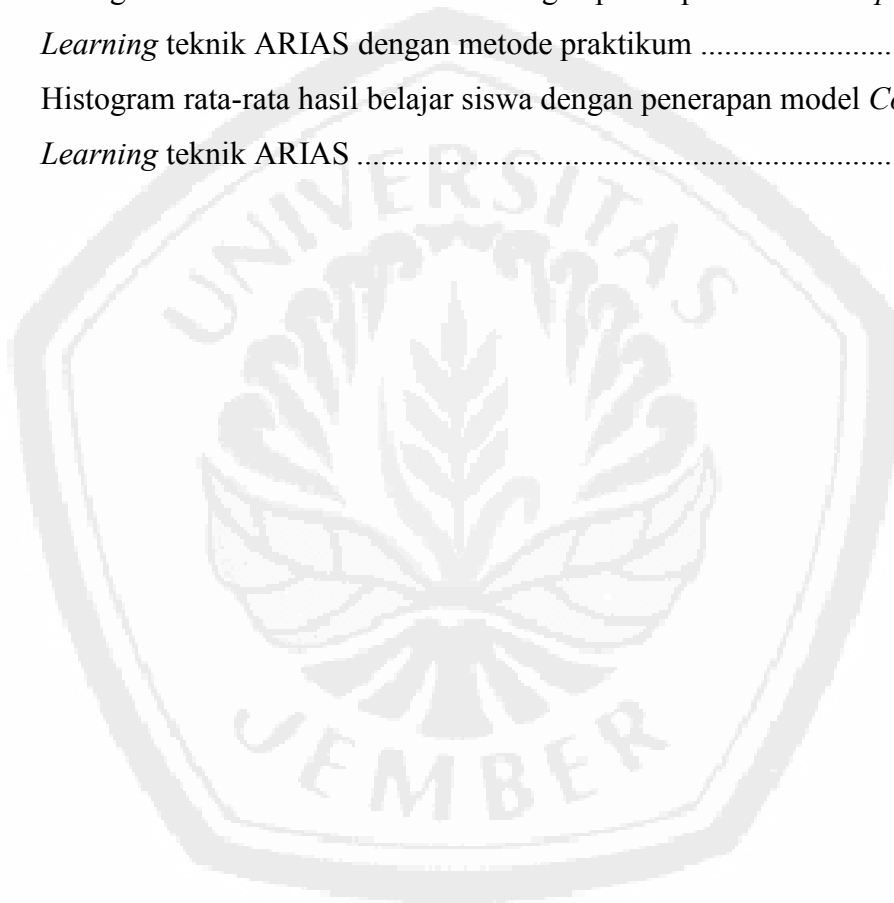 Learning teknik ARIAS dengan metode praktikum ......................
Histogram rata-rata hasil belajar siswa dengan penerapan model
Learning teknik ARIAS ..............................................................
UNIVERSITAS
JEMBER